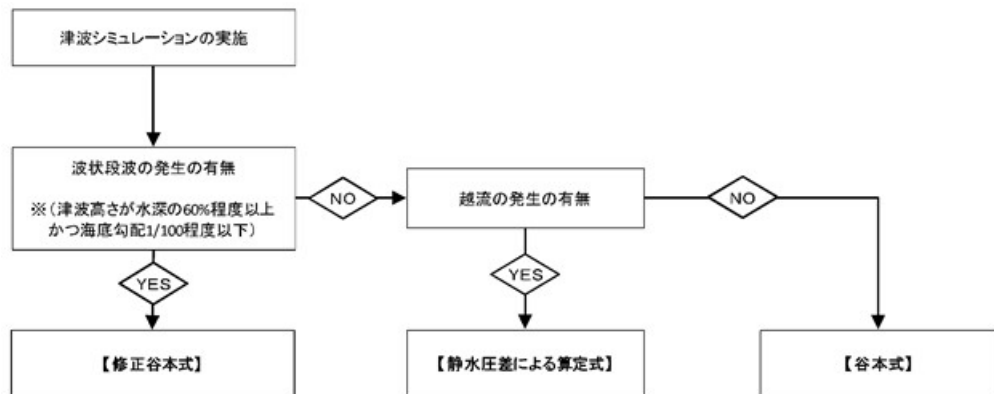 津波シミュレーションの実施
波状段波の発生の有無
※(津波高さが水深の60%程度以上
かつ海底勾配1/100程度以下)
NO
越流の発生の有無
NO
YES
YES
【修正谷本式】
【静水圧差による算定式】
【谷本式】